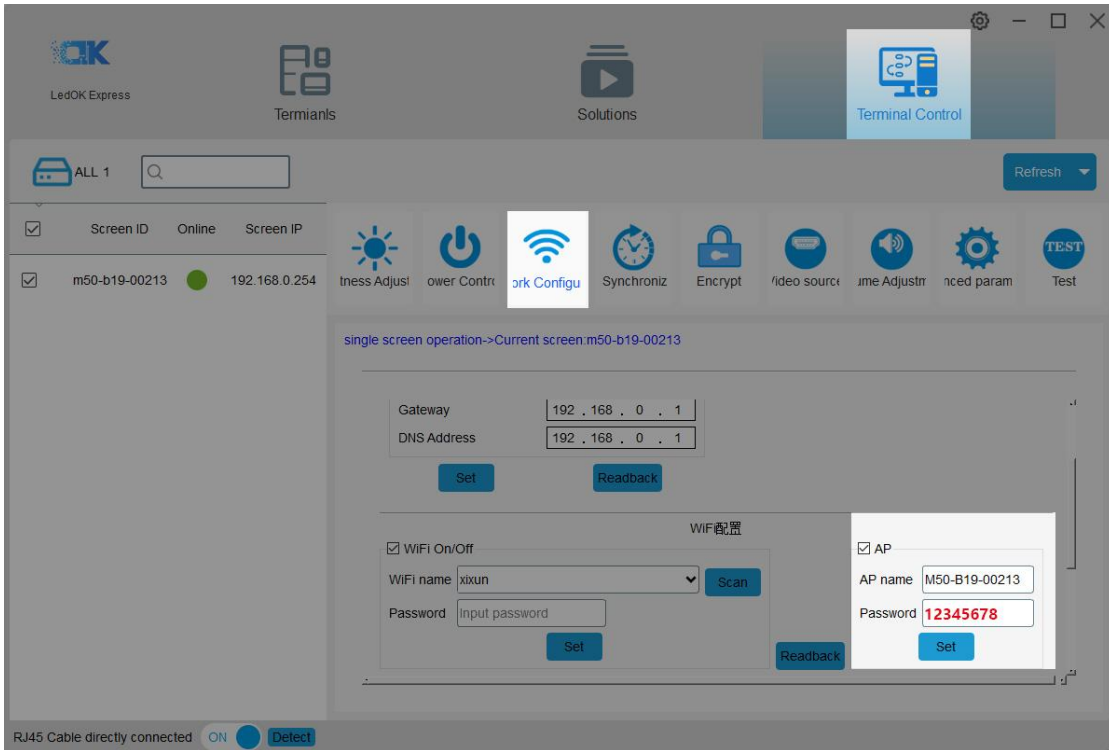 LedOK Express
Termianls
Solutions
Terminal Control
ALL 1
Refresh
Screen ID Online Screen IP
m50-b19-00213 192.168.0.254
tness Adjust
ower Contro
ork Configu
Synchroniz
Encrypt
Video source
ume Adjustm
nced param
TEST
Test
single screen operation->Current screen:m50-b19-00213
Gateway 192 . 168 . 0 . 1
DNS Address 192 . 168 . 0 . 1
Set Readback
WiFi配置
WiFi On/Off
WiFi name xixun Scan
Password Input password
Set
Readback
AP
AP name M50-B19-00213
Password 12345678
Set
RJ45 Cable directly connected ON Detect